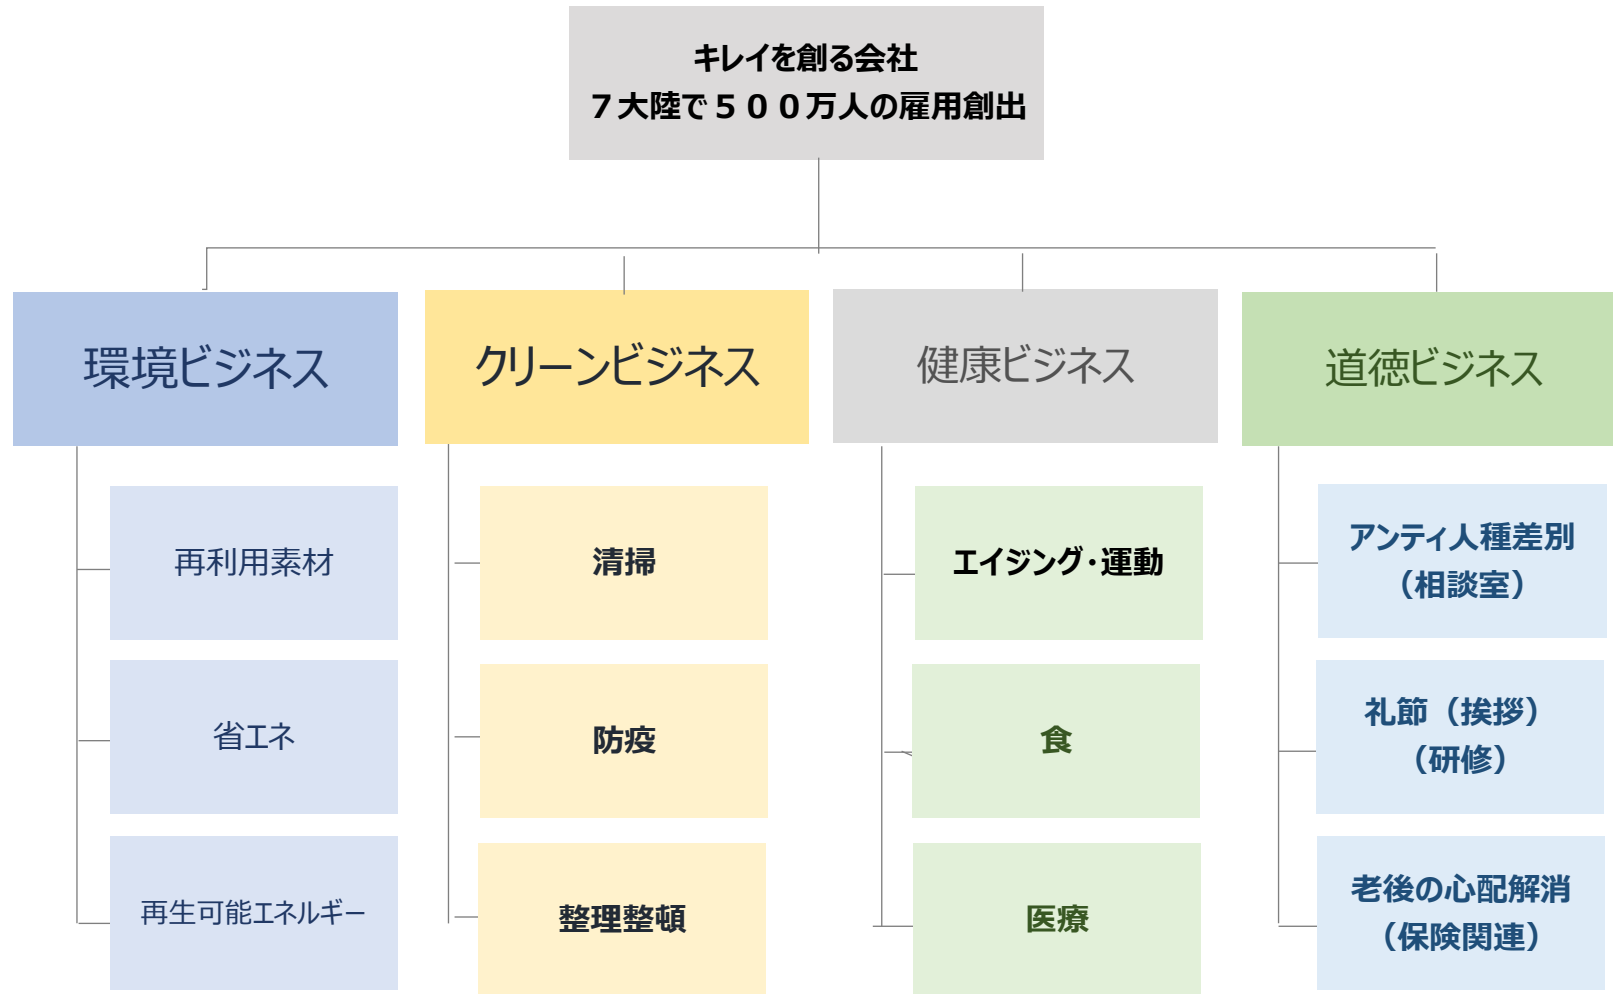 キレイを創る会社
７大陸で５００万人の雇用創出
環境ビジネス
クリーンビジネス
健康ビジネス
道徳ビジネス
再利用素材
清掃
エイジング・運動
アンティ人種差別
（相談室）
省エネ
防疫
食
礼節（挨拶）
（研修）
再生可能エネルギー
整理整頓
医療
老後の心配解消
（保険関連）